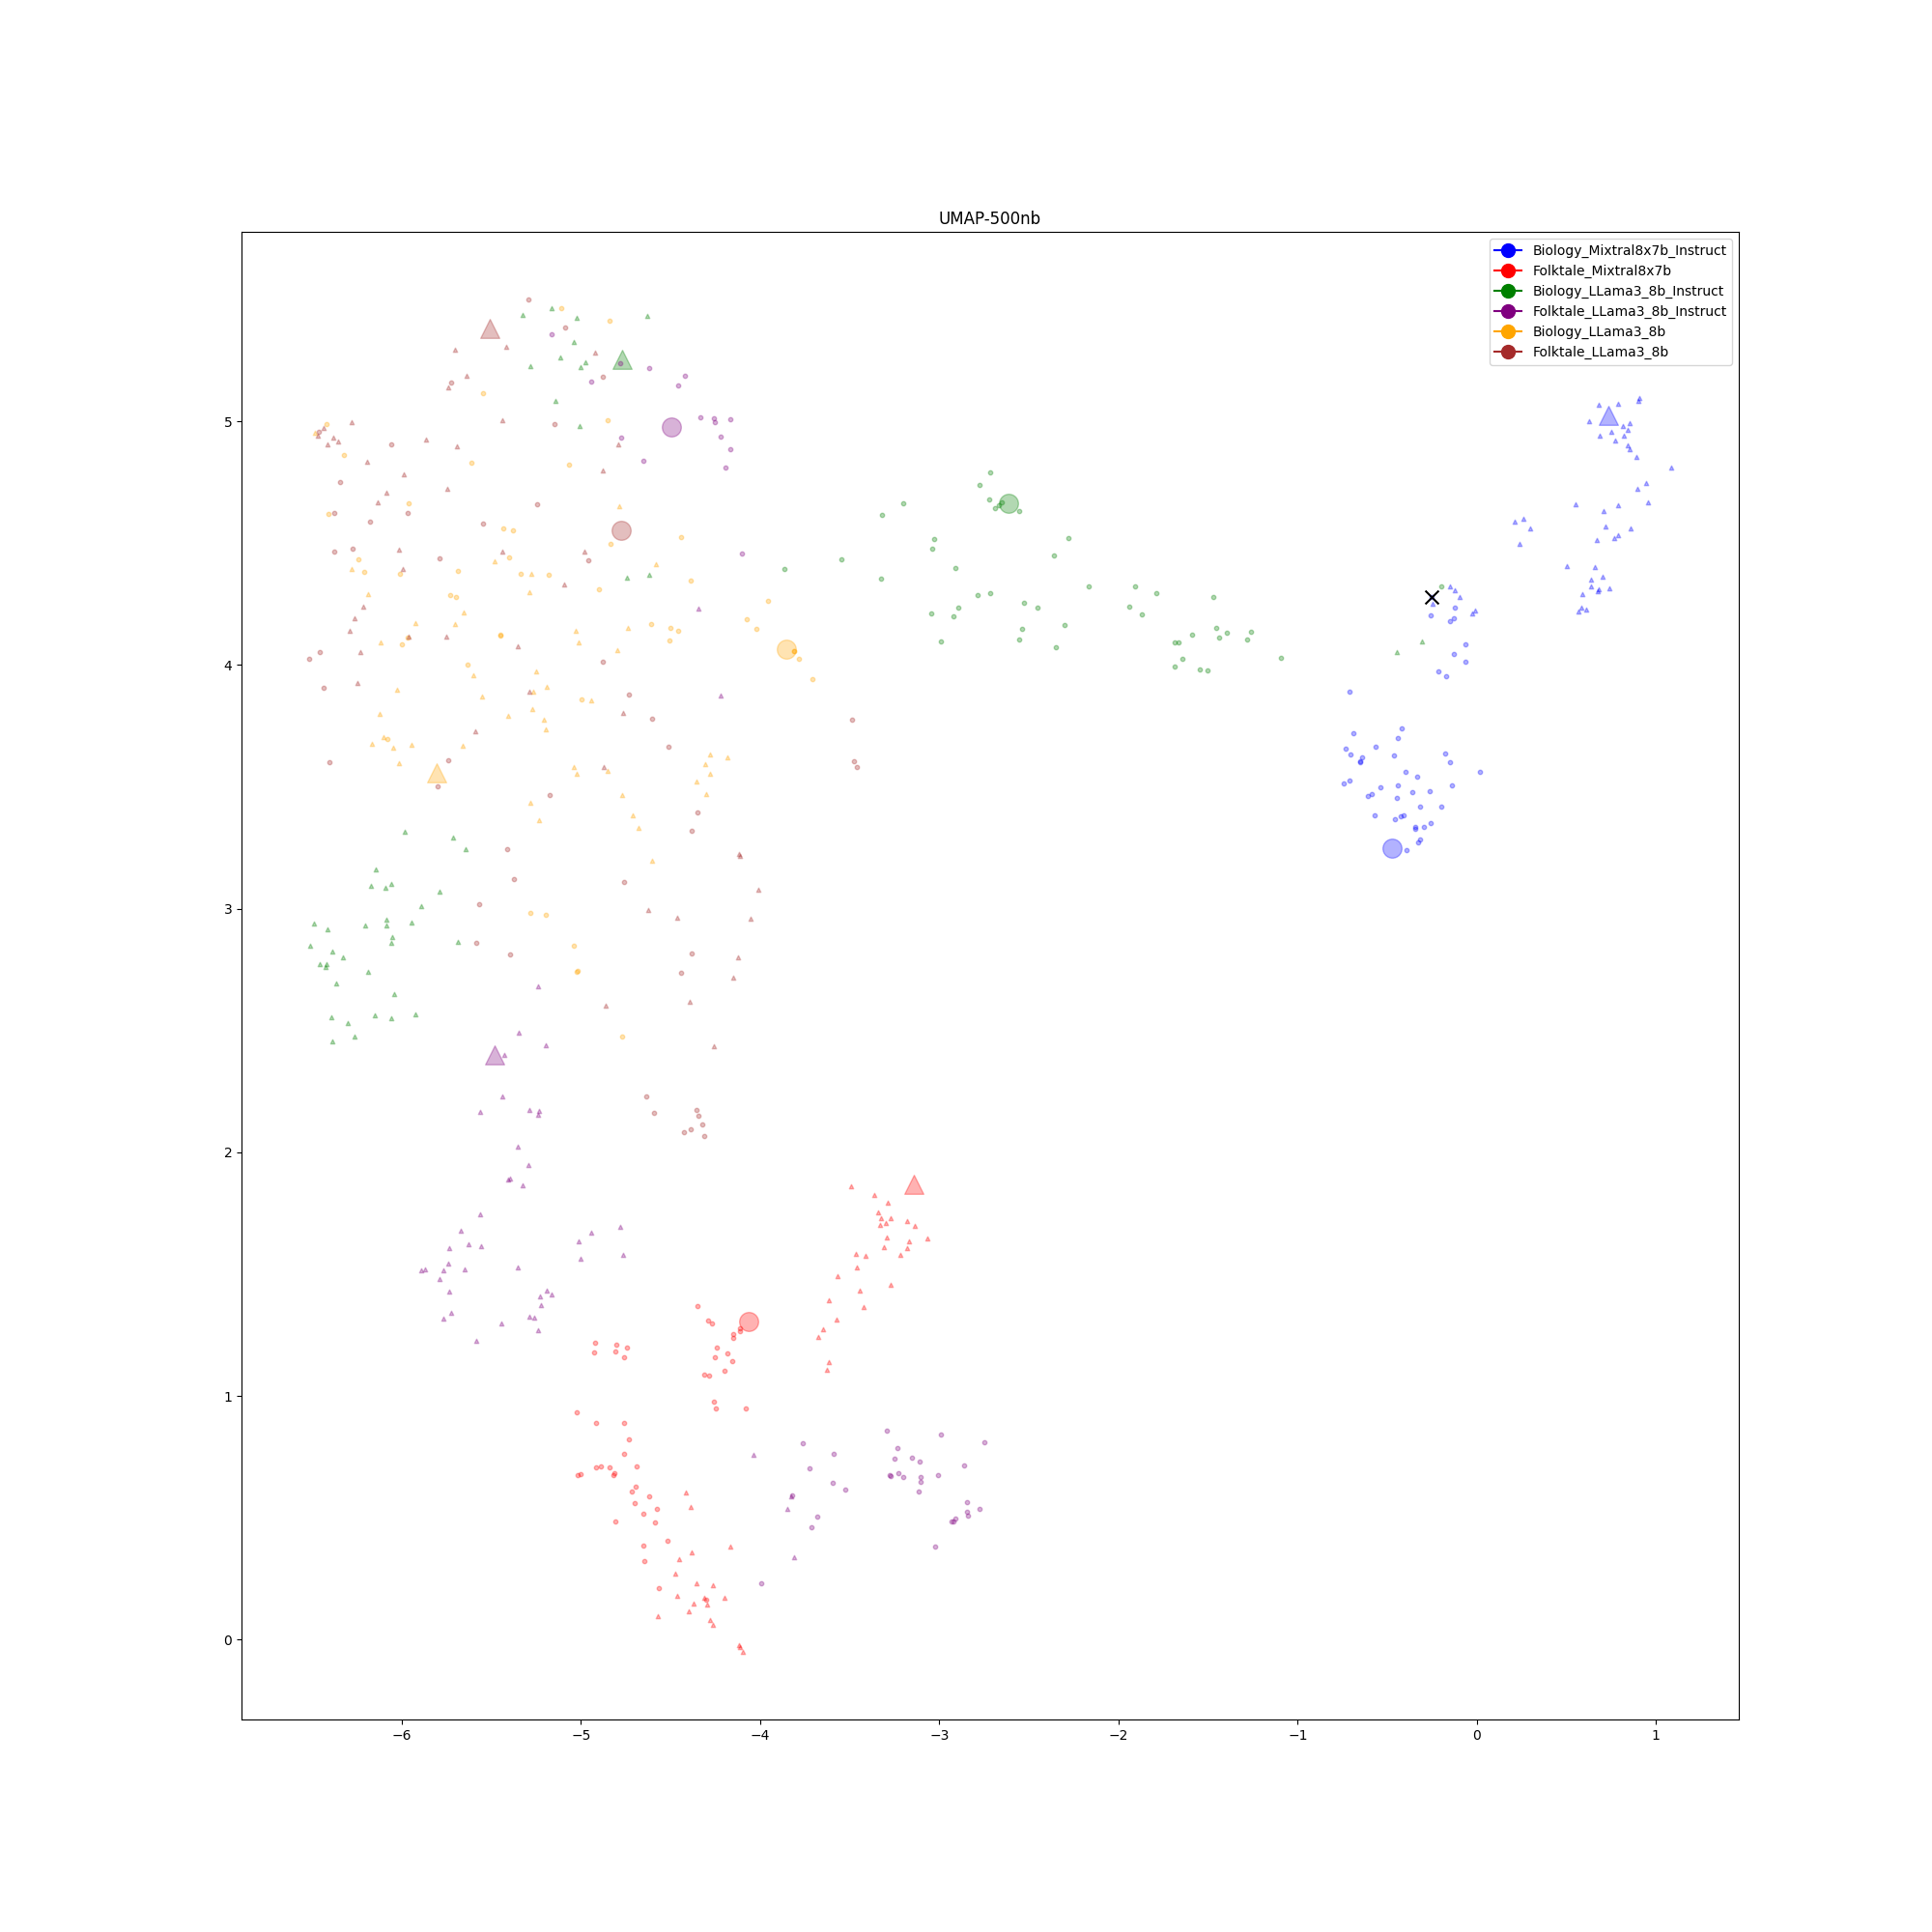 UMAP-500nb
Biology_Mixtral8x7b_Instruct
Folktale_Mixtral8x7b
Biology_LLama3_8b_Instruct
Folktale_LLama3_8b_Instruct
Biology_LLama3_8b
Folktale_LLama3_8b
5
4
3
2
1
0
−6 −5 −4 −3 −2 −1 0 1